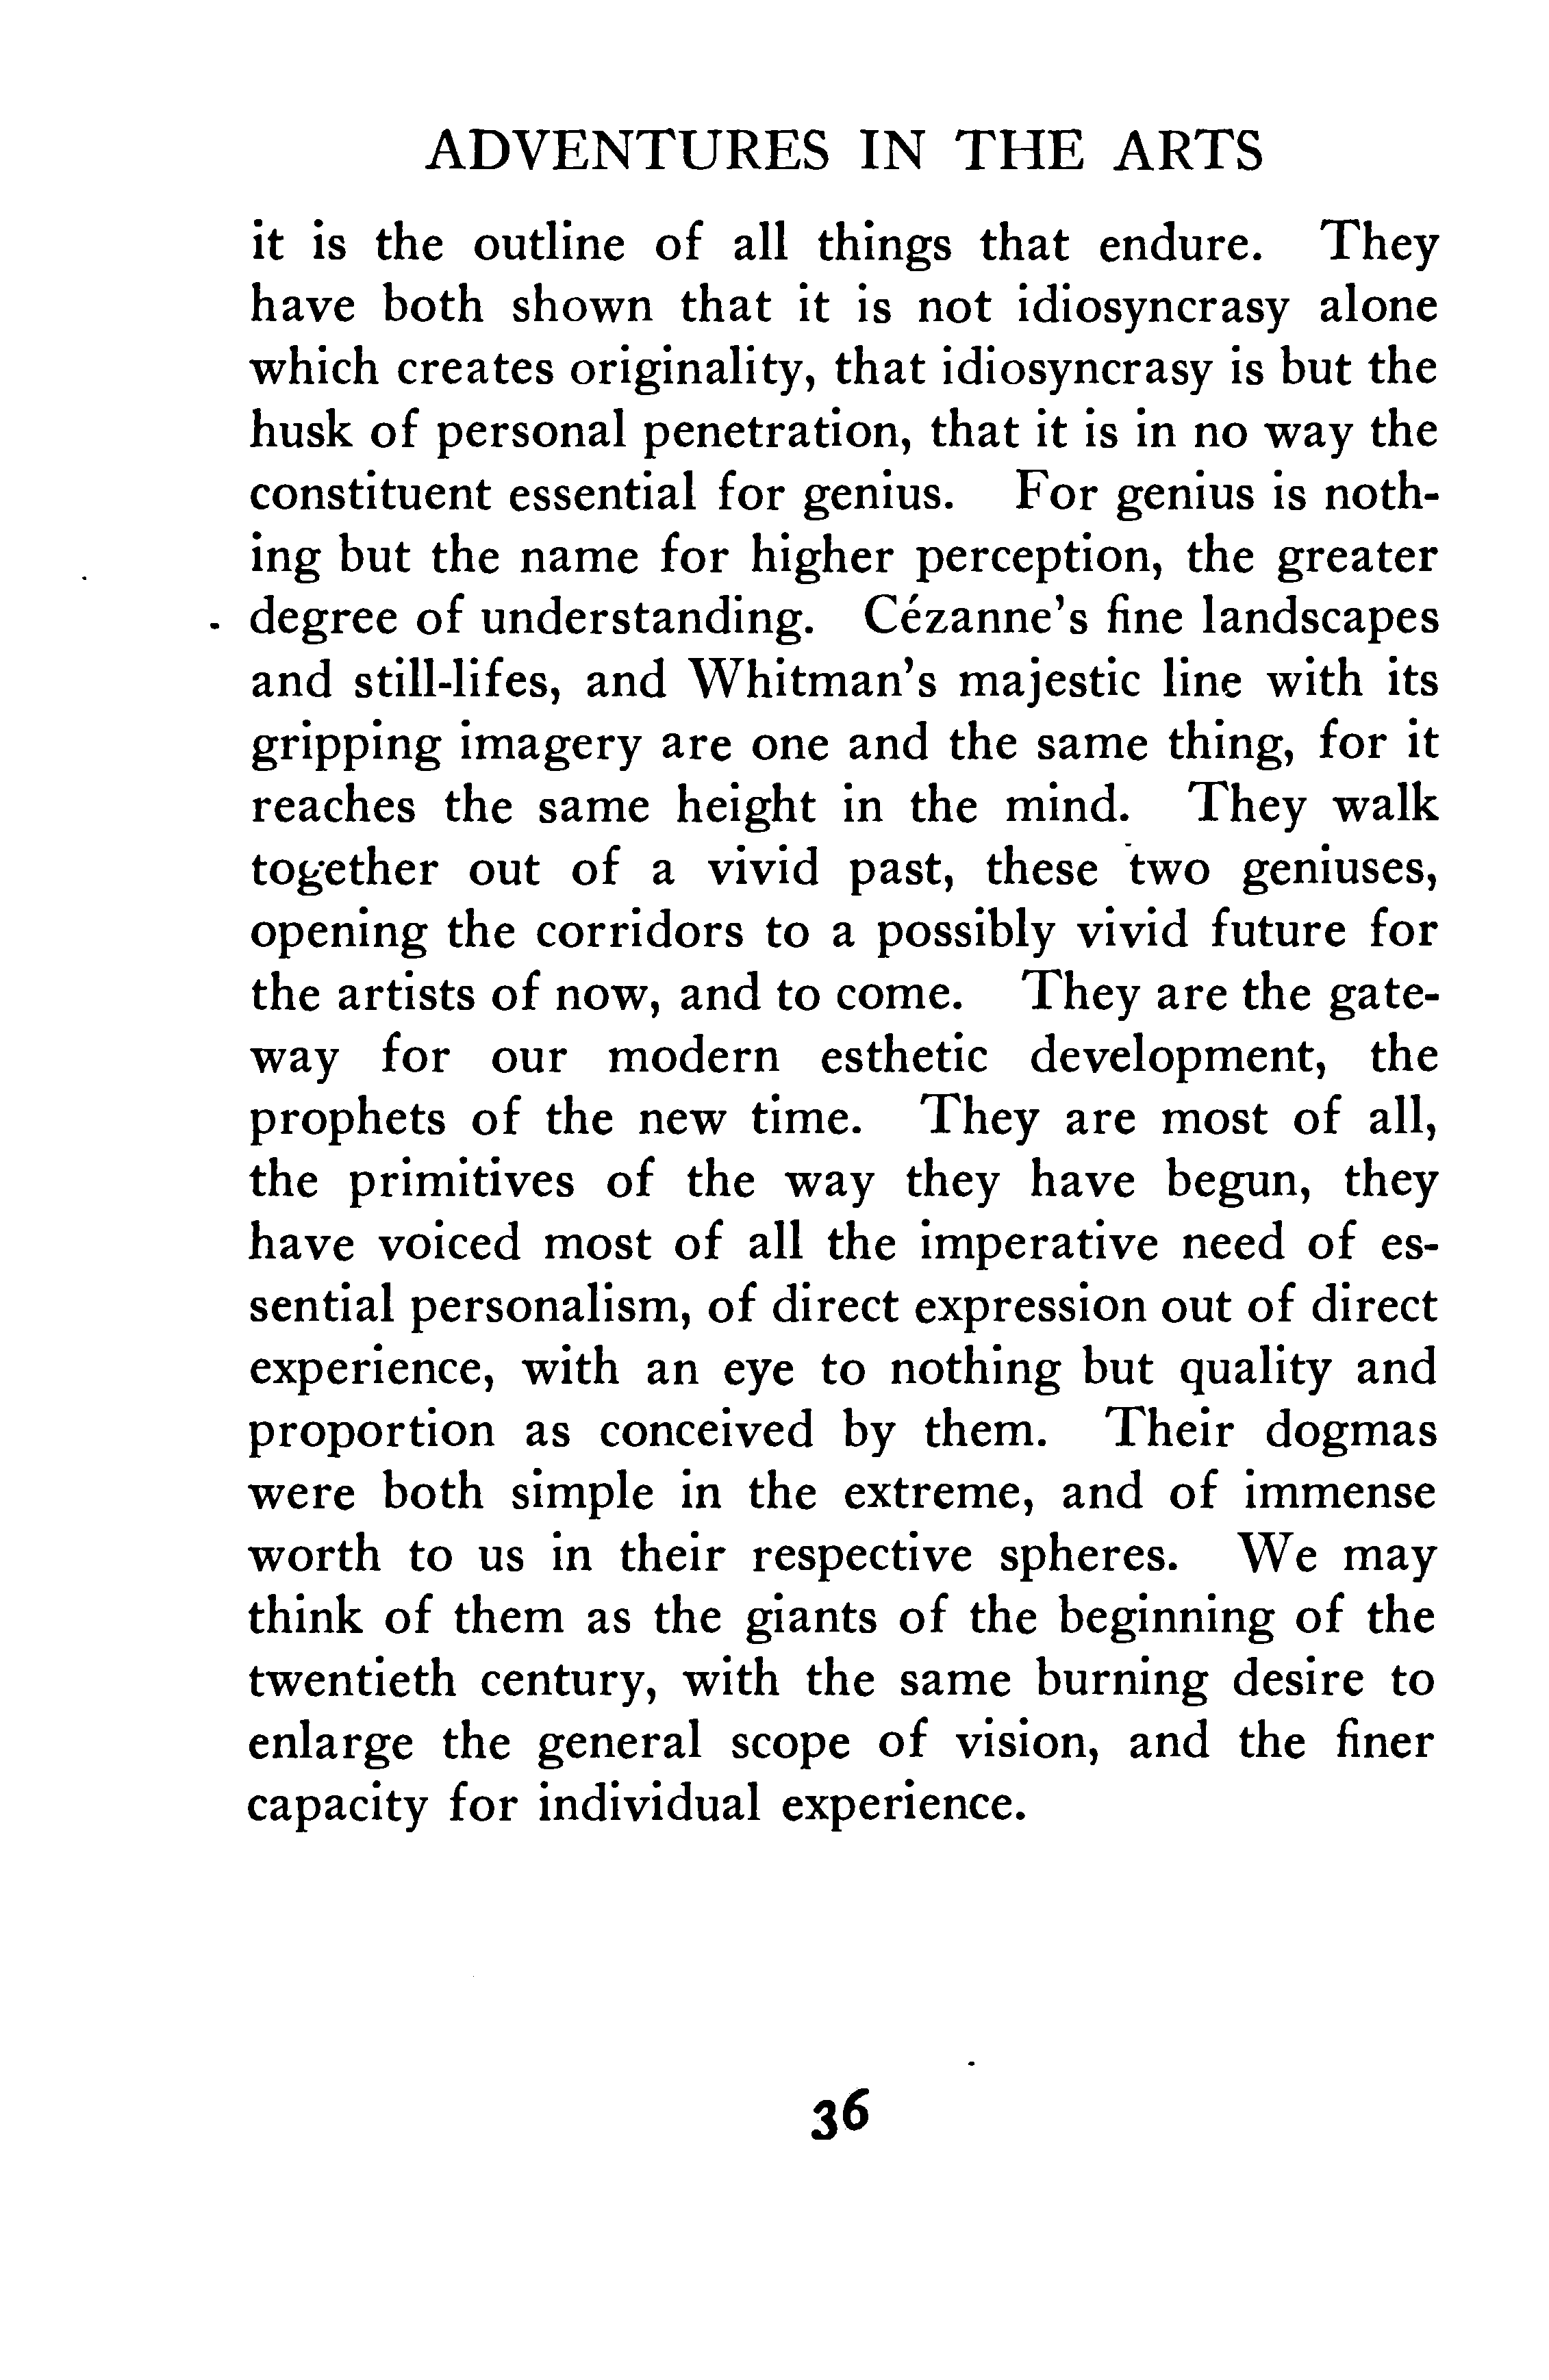 ADVENTURES IN THE ARTS
it is the outline of all things that endure. They
have both shown that it is not idiosyncrasy alone
which creates originality, that idiosyncrasy is but the
husk of personal penetration, that it is in no way the
constituent essential for genius. For genius is noth-
ing but the name for higher perception, the greater
degree of understanding. Cézanne's fine landscapes
and still-lifes, and Whitman's majestic line with its
gripping imagery are one and the same thing, for it
reaches the same height in the mind. They walk
together out of a vivid past, these two geniuses,
opening the corridors to a possibly vivid future for
the artists of now, and to come. They are the gate-
way for our modern esthetic development, the
prophets of the new time. They are most of all,
the primitives of the way they have begun, they
have voiced most of all the imperative need of es-
sential personalism, of direct expression out of direct
experience, with an eye to nothing but quality and
proportion as conceived by them. Their dogmas
were both simple in the extreme, and of immense
worth to us in their respective spheres. We may
think of them as the giants of the beginning of the
twentieth century, with the same burning desire to
enlarge the general scope of vision, and the finer
capacity for individual experience.
36